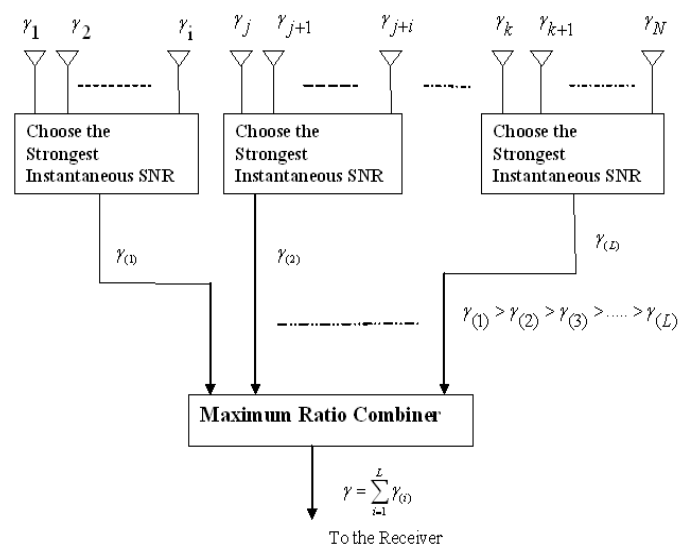 γ1 γ2 γi γj γj+1 γj+i γk γk+1 γN
Choose the
Strongest
Instantaneous SNR
Choose the
Strongest
Instantaneous SNR
Choose the
Strongest
Instantaneous SNR
γ(1) γ(2) γ(L)
γ(1) > γ(2) > γ(3) > ..... > γ(L)
Maximum Ratio Combiner
γ = ∑_{i=1}^{L} γ(i)
To the Receiver